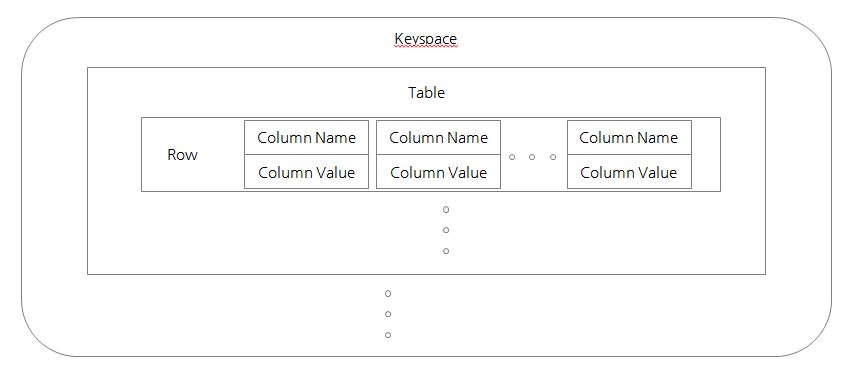 Keyspace
Table
Row
Column Name Column Name Column Name
Column Value Column Value Column Value